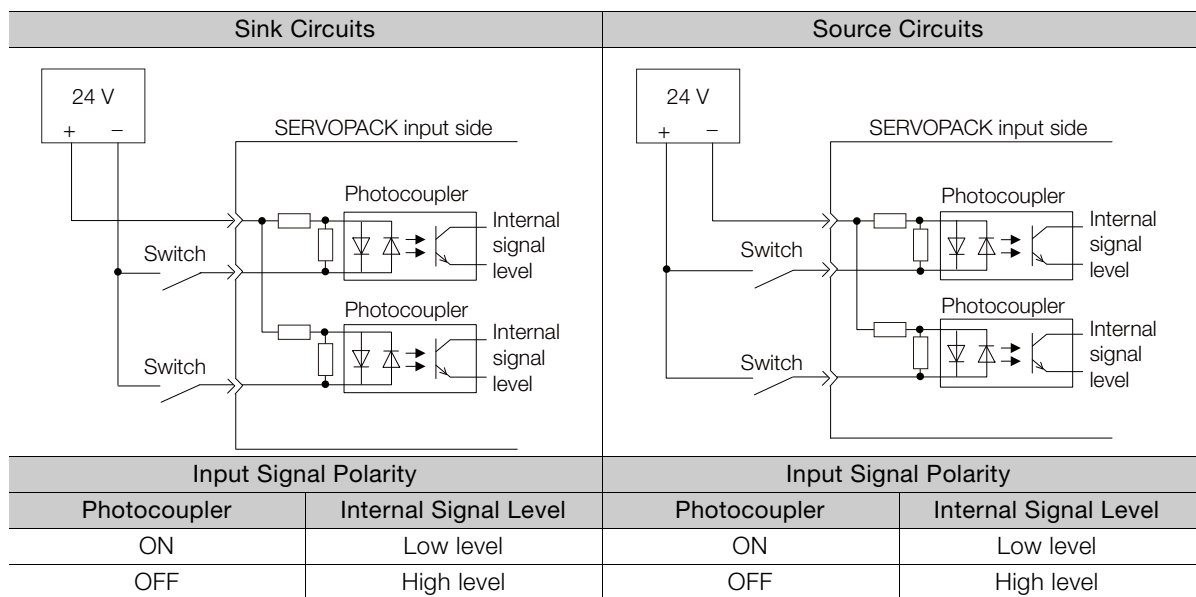 Sink Circuits
Source Circuits
24 V
+ −
SERVOPACK input side
Photocoupler
Internal
signal
level
Switch
Photocoupler
Internal
signal
level
Switch
24 V
+ −
SERVOPACK input side
Photocoupler
Internal
signal
level
Switch
Photocoupler
Internal
signal
level
Switch
Input Signal Polarity
Input Signal Polarity
Photocoupler
Internal Signal Level
Photocoupler
Internal Signal Level
ON
Low level
ON
Low level
OFF
High level
OFF
High level